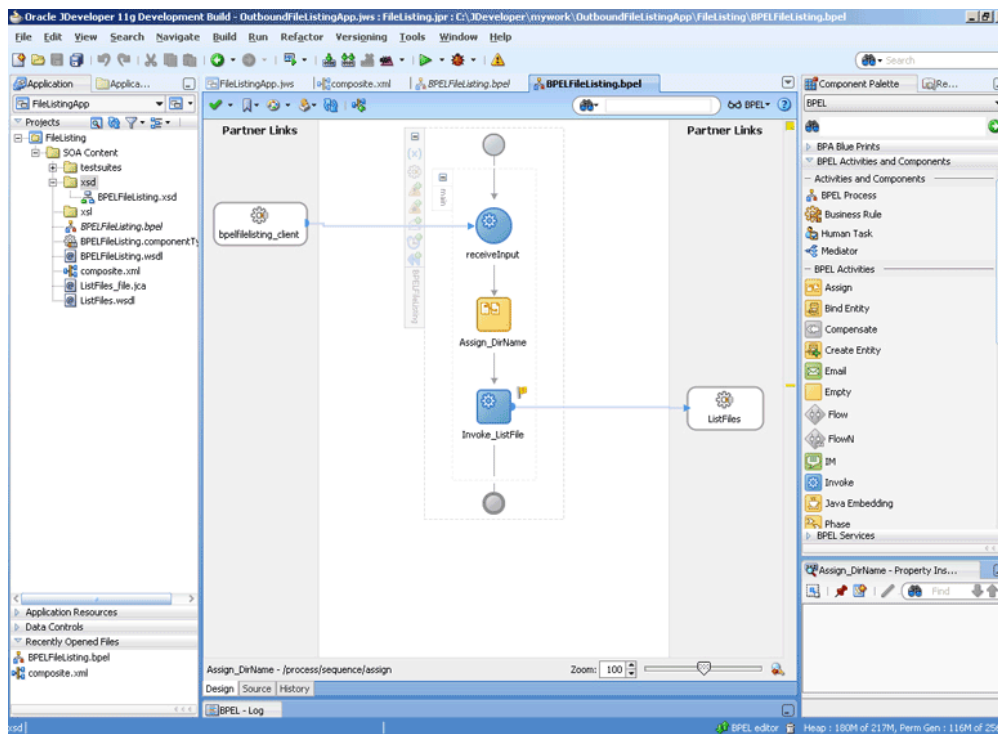 Oracle JDeveloper 11g Development Build - OutboundFileListingApp.jws : FileListing.jpr : C:\JDeveloper\mywork\OutboundFileListingApp\FileListing\BPELFileListing.bpel
File Edit View Search Navigate Build Run Refactor Versioning Tools Window Help
Search
Application
Applica...
FileListingApp.jws
composite.xml
BPELFileListing.bpel
BPELFileListing.bpel
Component Palette
Re...
FileListingApp
BPEL
BPEL
Projects
FileListing
SOA Content
testsuites
xsd
BPELFileListing.xsd
xsl
BPELFileListing.bpel
BPELFileListing.componentTy
BPELFileListing.wsdl
composite.xml
ListFiles_file.jca
ListFiles.wsdl
Application Resources
Data Controls
Recently Opened Files
BPELFileListing.bpel
composite.xml
Partner Links
Partner Links
main
BPELFileListing
bpelfilelisting_client
receiveInput
Assign_DirName
Invoke_ListFile
ListFiles
Assign_DirName - /process/sequence/assign
Zoom: 100
Design Source History
BPEL - Log
BPA Blue Prints
BPEL Activities and Components
Activities and Components
BPEL Process
Business Rule
Human Task
Mediator
BPEL Activities
Assign
Bind Entity
Compensate
Create Entity
Email
Empty
Flow
FlowN
IM
Invoke
Java Embedding
Phase
BPEL Services
Assign_DirName - Property Ins...
Find
xsd
BPEL editor
Heap : 180M of 217M, Perm Gen : 116M of 256